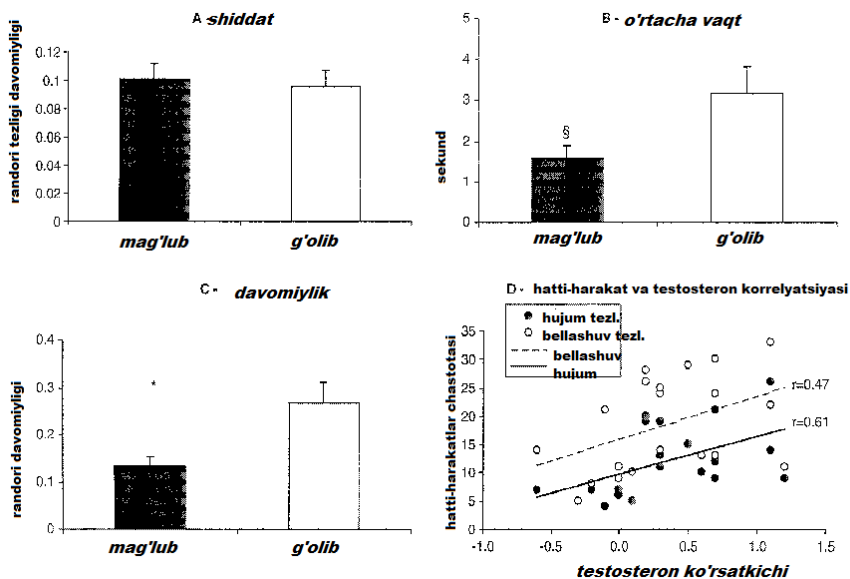 A -shiddat
randori tezligi davomiyligi
0.12
0.1
0.08
0.06
0.04
0.02
0
mag'lub
g'olib
B - o'rtacha vaqt
sekund
5
4
3
2
1
0
§
mag'lub
g'olib
C - davomiylik
randori davomiyligi
0.4
0.3
0.2
0.1
0
*
mag'lub
g'olib
D - hatti-harakat va testosteron korrelyatsiyasi
hujum tezl.
bellashuv tezl.
bellashuv
hujum
hatti-harakatlar chastotasi
35
30
25
20
15
10
5
0
r=0.47
r=0.61
-1.0
-0.5
0.0
0.5
1.0
1.5
testosteron ko'rsatkichi